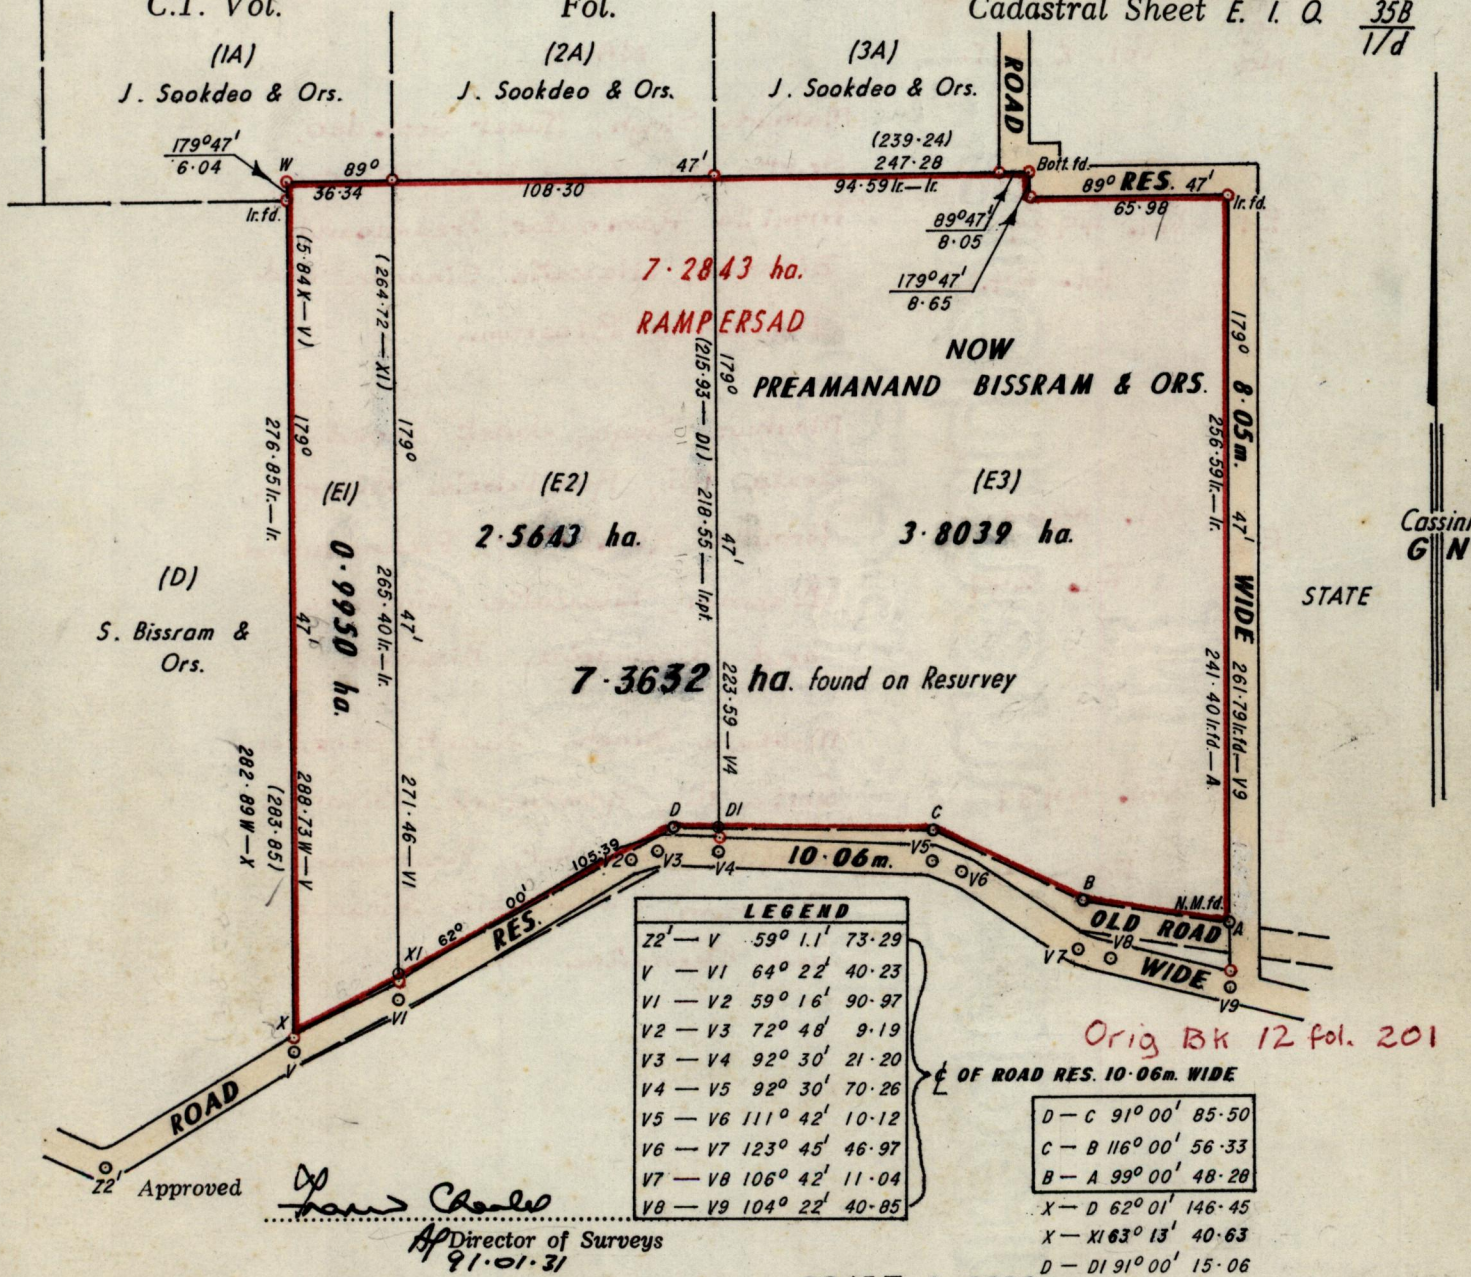 C.T. Vol.
Fol.
Cadastral Sheet E. I. O. 35B
1/d
(1A)
J. Sookdeo & Ors.
(2A)
J. Sookdeo & Ors.
(3A)
J. Sookdeo & Ors.
ROAD
179° 47'
6·04
W
89°
36·34
108·30
47'
(239·24)
247·28
94·59 Ir.—Ir.
Bott. fd.
89° RES. 47'
65·98
Ir. fd.
Ir. fd.
89° 47'
8·05
179° 47'
8·65
7·2843 ha.
RAMPERSAD
NOW
PREAMANAND BISSRAM & ORS.
(5·84 X—V)
(264·72—X1)
(215·93—D1)
179°
179°
179°
179°
276·85 Ir.—Ir.
256·59 Ir.—Ir.
8·05m.
(E1)
0·9950 ha.
(E2)
2·5643 ha.
(E3)
3·8039 ha.
218·55—Ir.pt.
47'
47'
47'
47'
265·40 Ir.—Ir.
WIDE
STATE
Cassini
G N
(D)
S. Bissram &
Ors.
7·3632 ha. found on Resurvey
223·59—V4
241·40 Ir.fd.—A
261·79 Ir.fd.—V9
282·89 W—X
(283·85)
288·73 W—V
271·46—V1
D
D1
C
105·39
V2
V3
V4
10·06m.
V5
V6
B
N.M.fd.
A
OLD ROAD
00'
62°
RES.
X1
V7
V8
WIDE
V9
X
V1
V
ROAD
Z2'
LEGEND
Z2'—V 59° 11' 73·29
V — V1 64° 22' 40·23
V1 — V2 59° 16' 90·97
V2 — V3 72° 48' 9·19
V3 — V4 92° 30' 21·20
V4 — V5 92° 30' 70·26
V5 — V6 111° 42' 10·12
V6 — V7 123° 45' 46·97
V7 — V8 106° 42' 11·04
V8 — V9 104° 22' 40·85
Orig Bk 12 fol. 201
℄ OF ROAD RES. 10·06m. WIDE
D — C 91° 00' 85·50
C — B 116° 00' 56·33
B — A 99° 00' 48·28
X — D 62° 01' 146·45
X — X1 63° 13' 40·63
D — D1 91° 00' 15·06
Approved
Director of Surveys
91·01·31